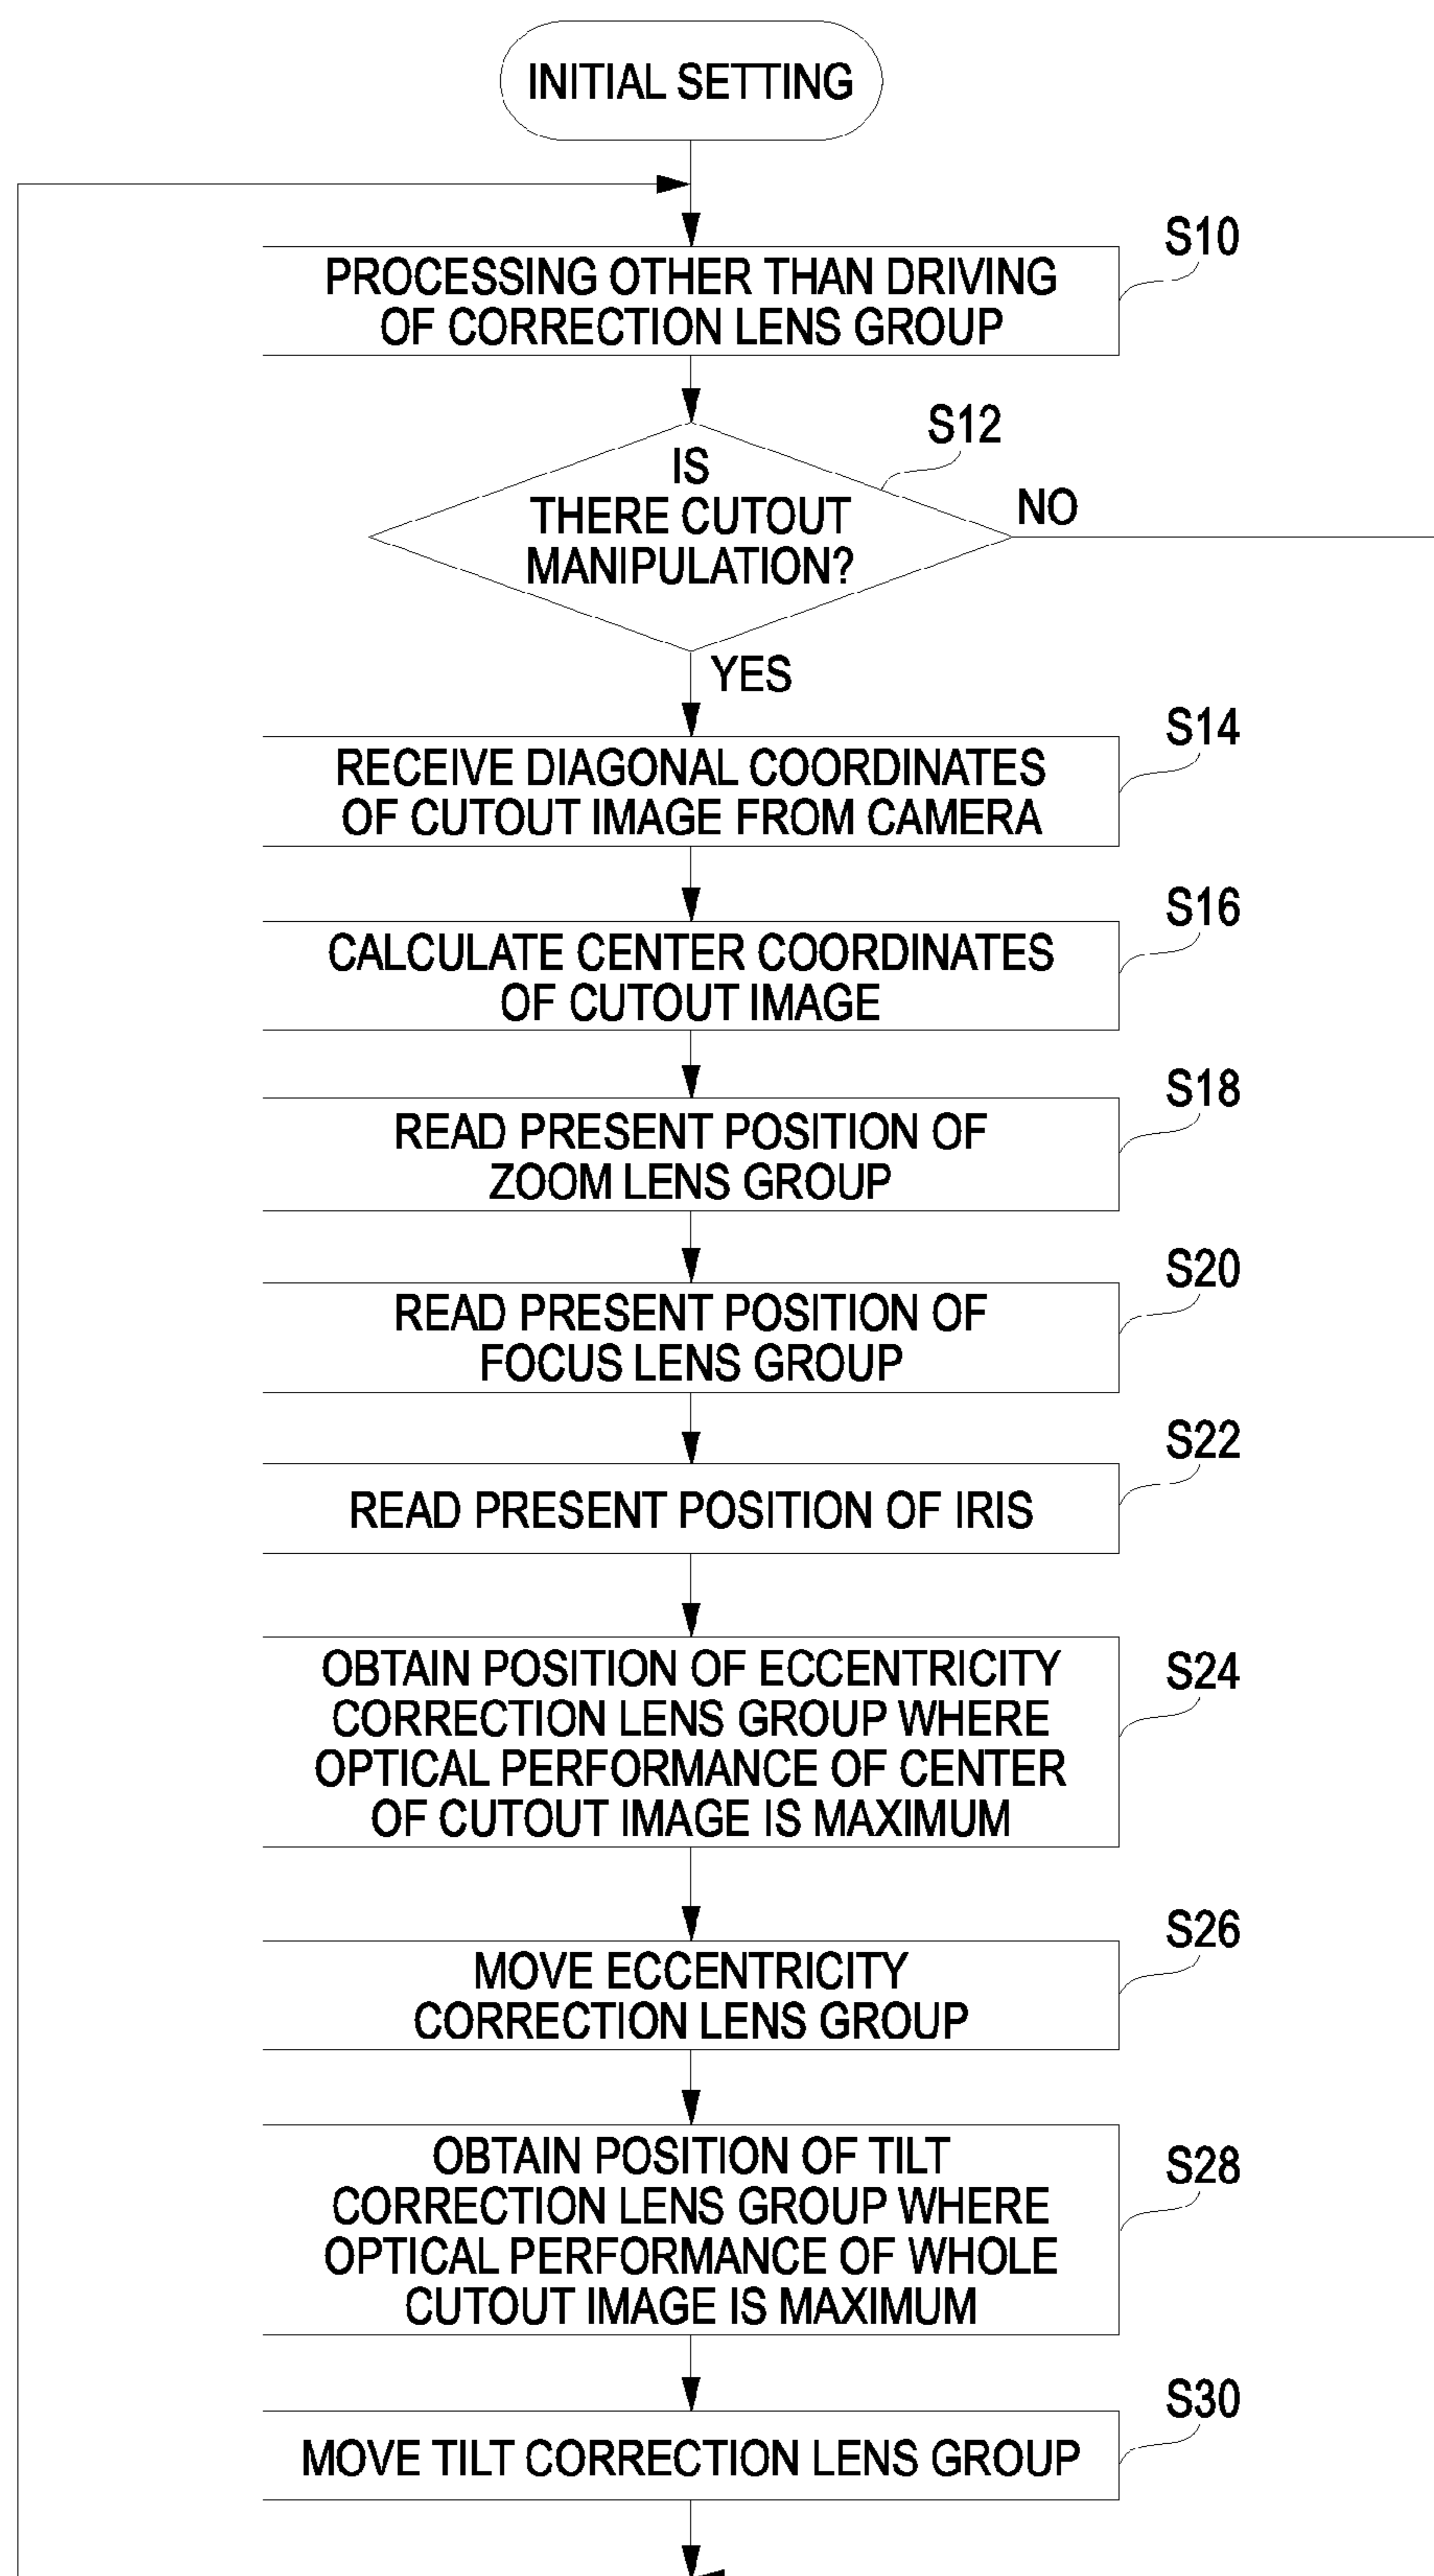 INITIAL SETTING
S10
PROCESSING OTHER THAN DRIVING
OF CORRECTION LENS GROUP
S12
IS
THERE CUTOUT
MANIPULATION?
NO
YES
S14
RECEIVE DIAGONAL COORDINATES
OF CUTOUT IMAGE FROM CAMERA
S16
CALCULATE CENTER COORDINATES
OF CUTOUT IMAGE
S18
READ PRESENT POSITION OF
ZOOM LENS GROUP
S20
READ PRESENT POSITION OF
FOCUS LENS GROUP
S22
READ PRESENT POSITION OF IRIS
S24
OBTAIN POSITION OF ECCENTRICITY
CORRECTION LENS GROUP WHERE
OPTICAL PERFORMANCE OF CENTER
OF CUTOUT IMAGE IS MAXIMUM
S26
MOVE ECCENTRICITY
CORRECTION LENS GROUP
S28
OBTAIN POSITION OF TILT
CORRECTION LENS GROUP WHERE
OPTICAL PERFORMANCE OF WHOLE
CUTOUT IMAGE IS MAXIMUM
S30
MOVE TILT CORRECTION LENS GROUP